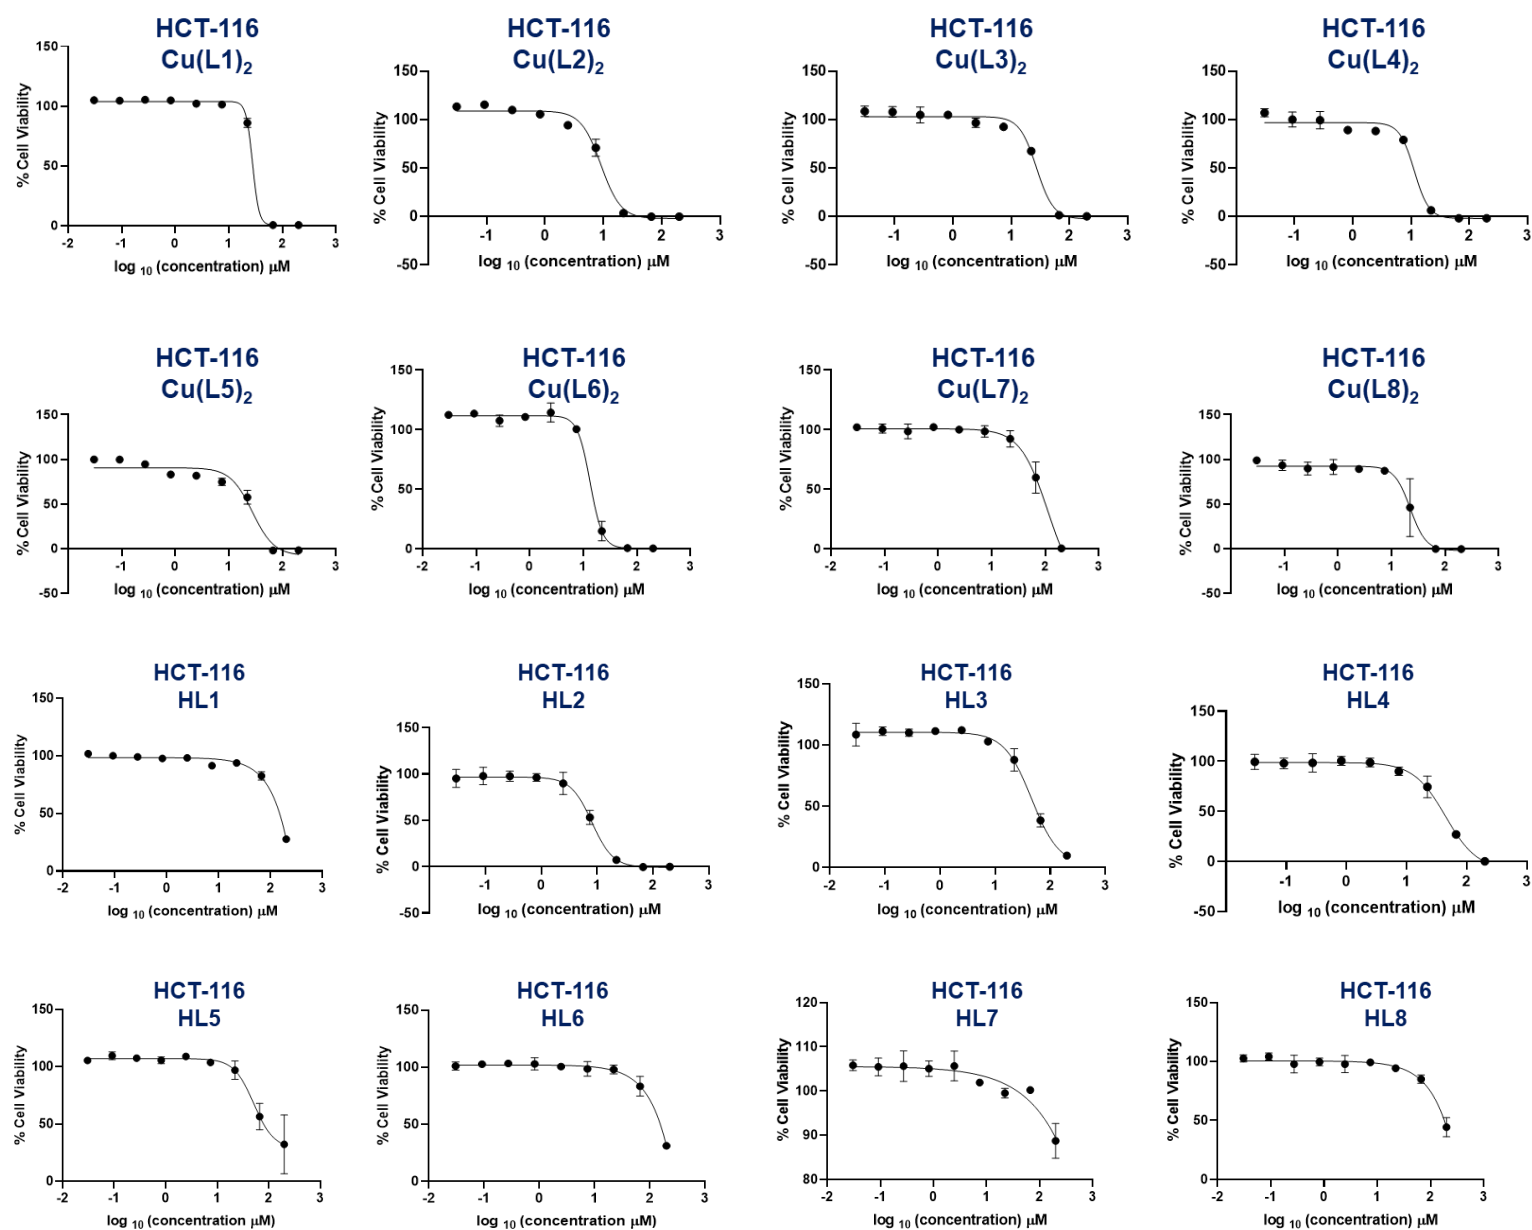 HCT-116
Cu(L1)2
150
100
50
0
-2
-1
0
1
2
3
% Cell Viability
log 10 (concentration) µM
HCT-116
Cu(L2)2
150
100
50
0
-50
-1
0
1
2
3
% Cell Viability
log 10 (concentration) µM
HCT-116
Cu(L3)2
150
100
50
0
-50
-1
0
1
2
3
% Cell Viability
log 10 (concentration) µM
HCT-116
Cu(L4)2
150
100
50
0
-50
-1
0
1
2
3
% Cell Viability
log 10 (concentration) µM
HCT-116
Cu(L5)2
150
100
50
0
-50
-1
0
1
2
3
% Cell Viability
log 10 (concentration) µM
HCT-116
Cu(L6)2
150
100
50
0
-2
-1
0
1
2
3
% Cell Viability
log 10 (concentration) µM
HCT-116
Cu(L7)2
150
100
50
0
-2
-1
0
1
2
3
% Cell Viability
log 10 (concentration) µM
HCT-116
Cu(L8)2
150
100
50
0
-50
-1
0
1
2
3
% Cell Viability
log 10 (concentration) µM
HCT-116
HL1
150
100
50
0
-2
-1
0
1
2
3
% Cell Viability
log 10 (concentration) µM
HCT-116
HL2
150
100
50
0
-50
-1
0
1
2
3
% Cell Viability
log 10 (concentration) µM
HCT-116
HL3
150
100
50
0
-2
-1
0
1
2
3
% Cell Viability
log 10 (concentration) µM
HCT-116
HL4
150
100
50
0
-50
-1
0
1
2
3
% Cell Viability
log 10 (concentration) µM
HCT-116
HL5
150
100
50
0
-2
-1
0
1
2
3
% Cell Viability
log 10 (concentration) µM)
HCT-116
HL6
150
100
50
0
-2
-1
0
1
2
3
% Cell Viability
log 10 (concentration) µM)
HCT-116
HL7
120
110
100
90
80
-2
-1
0
1
2
3
% Cell Viability
log 10 (concentration) µM
HCT-116
HL8
150
100
50
0
-2
-1
0
1
2
3
% Cell Viability
log 10 (concentration) µM